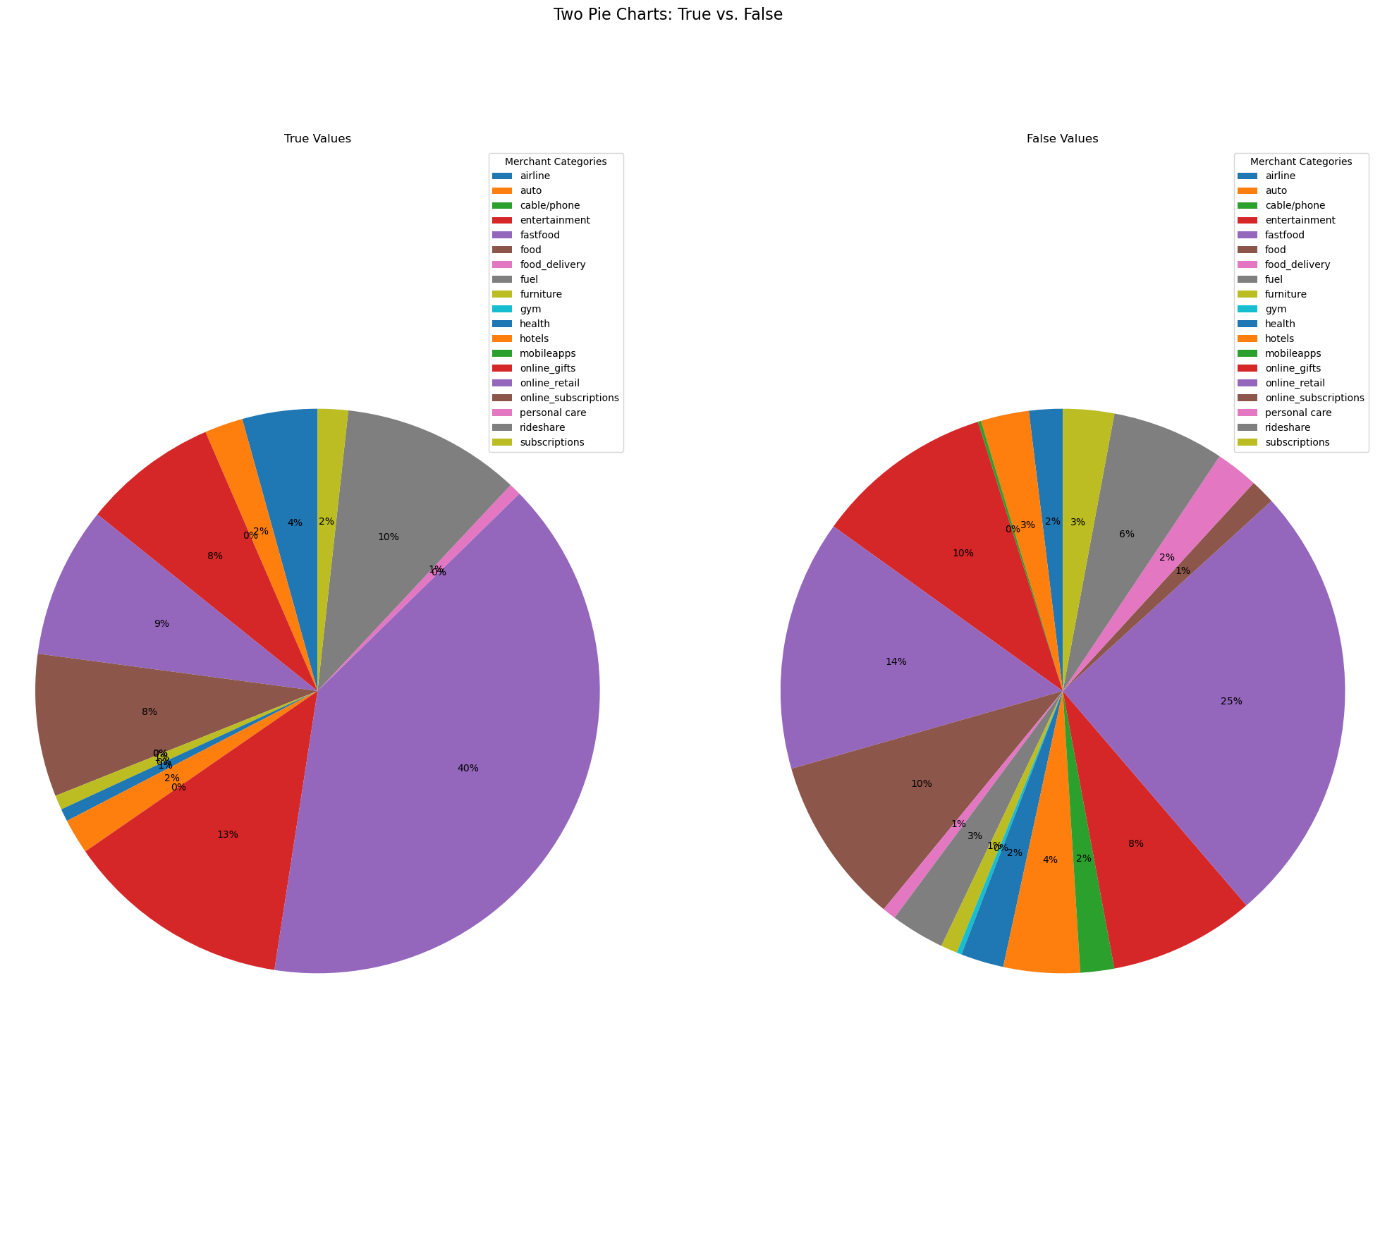 Two Pie Charts: True vs. False
True Values
Merchant Categories
airline
auto
cable/phone
entertainment
fastfood
food
food_delivery
fuel
furniture
gym
health
hotels
mobileapps
online_gifts
online_retail
online_subscriptions
personal care
rideshare
subscriptions
4%
2%
0%
8%
9%
8%
0%
1%
2%
0%
13%
40%
0%
1%
10%
2%
False Values
Merchant Categories
airline
auto
cable/phone
entertainment
fastfood
food
food_delivery
fuel
furniture
gym
health
hotels
mobileapps
online_gifts
online_retail
online_subscriptions
personal care
rideshare
subscriptions
2%
3%
0%
10%
14%
10%
1%
3%
1%
0%
2%
4%
2%
8%
25%
1%
2%
6%
3%